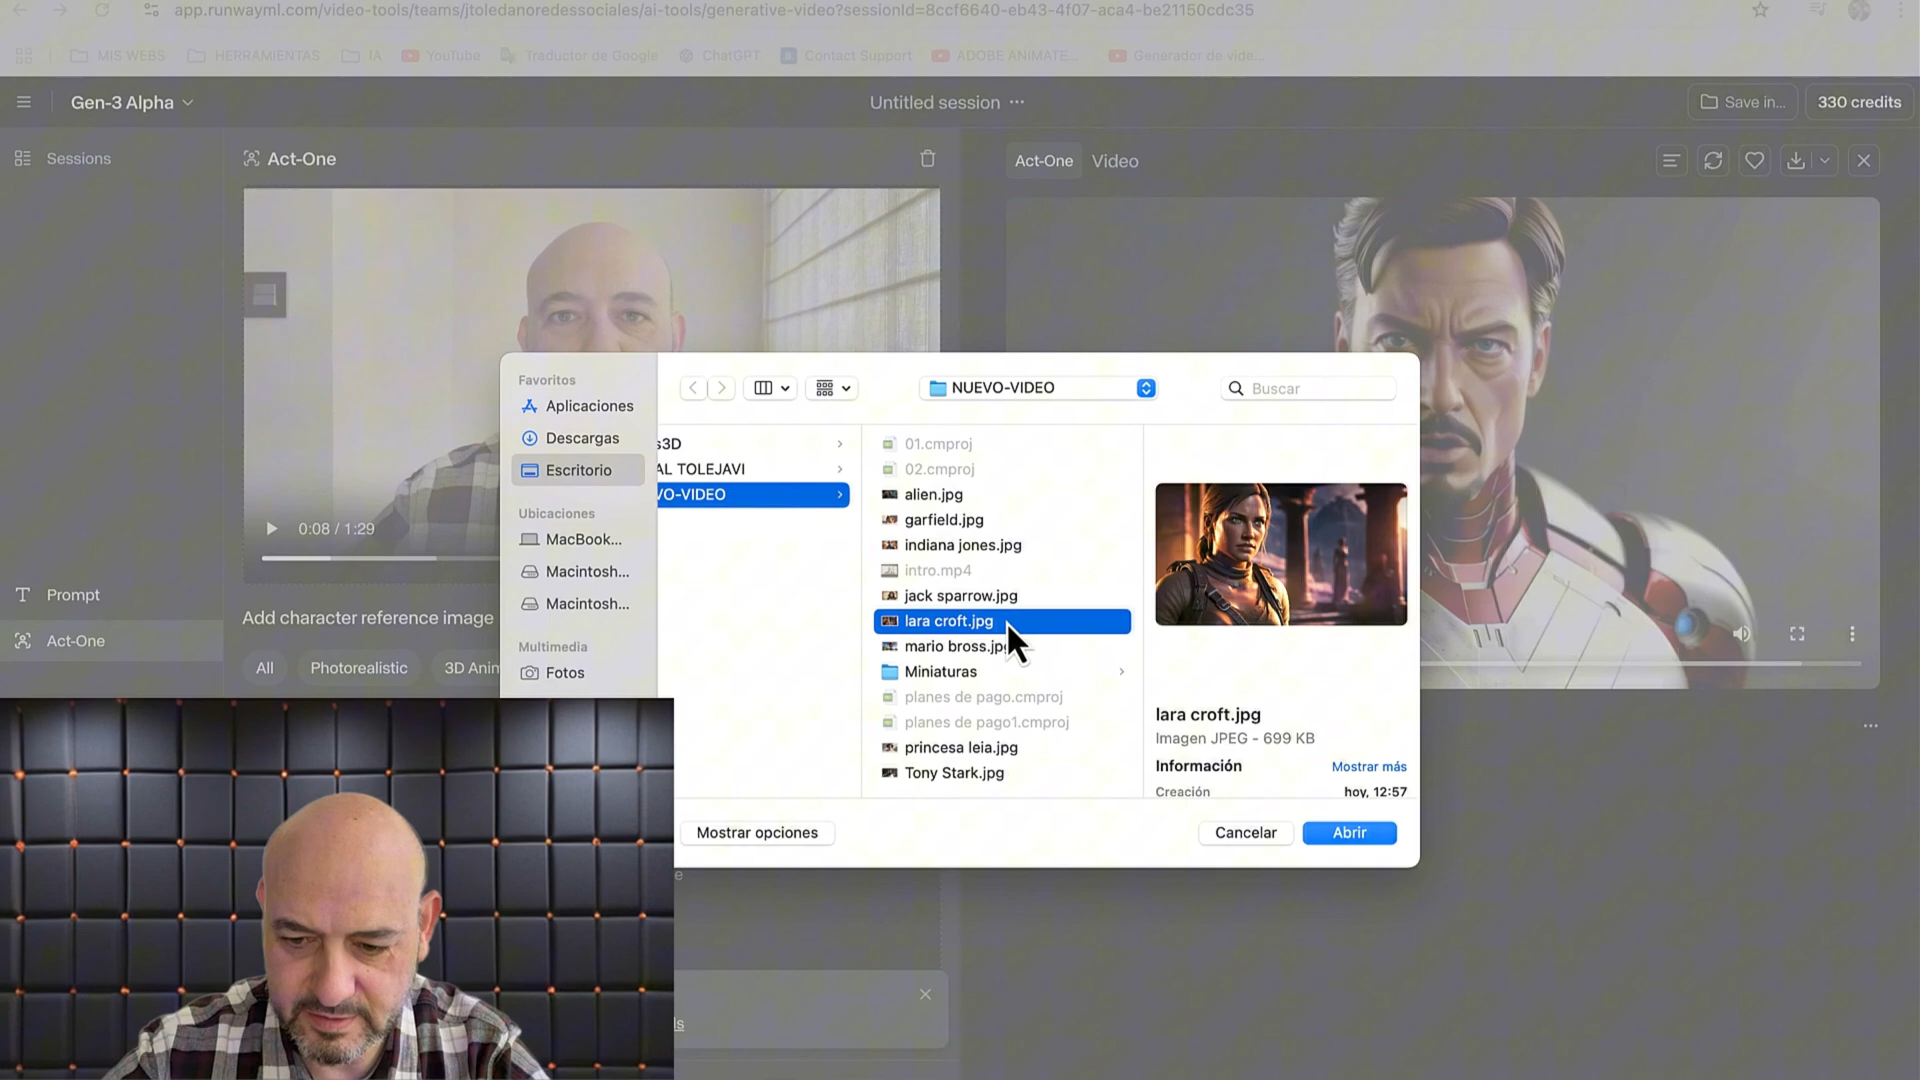 app.runwayml.com/video-tools/teams/jtoledanoredessociales/ai-tools/generative-video?sessionId=8ccf6640-eb43-4f07-aca4-be21150cdc35
MIS WEBS HERRAMIENTAS IA YouTube Traductor de Google ChatGPT Contact Support ADOBE ANIMATE... Generador de vide...
Gen-3 Alpha
Untitled session ...
Save in...
330 credits
Sessions
Act-One
Act-One Video
0:08 / 1:29
Prompt
Act-One
Add character reference image
All Photorealistic 3D Anim
Favoritos
Aplicaciones
Descargas
Escritorio
Ubicaciones
MacBook...
Macintosh...
Macintosh...
Multimedia
Fotos
NUEVO-VIDEO
Buscar
s3D
AL TOLEJAVI
VO-VIDEO
01.cmproj
02.cmproj
alien.jpg
garfield.jpg
indiana jones.jpg
intro.mp4
jack sparrow.jpg
lara croft.jpg
mario bross.jpg
Miniaturas
planes de pago.cmproj
planes de pago1.cmproj
princesa leia.jpg
Tony Stark.jpg
lara croft.jpg
Imagen JPEG - 699 KB
Información Mostrar más
Creación hoy, 12:57
Mostrar opciones
Cancelar
Abrir
e
ls